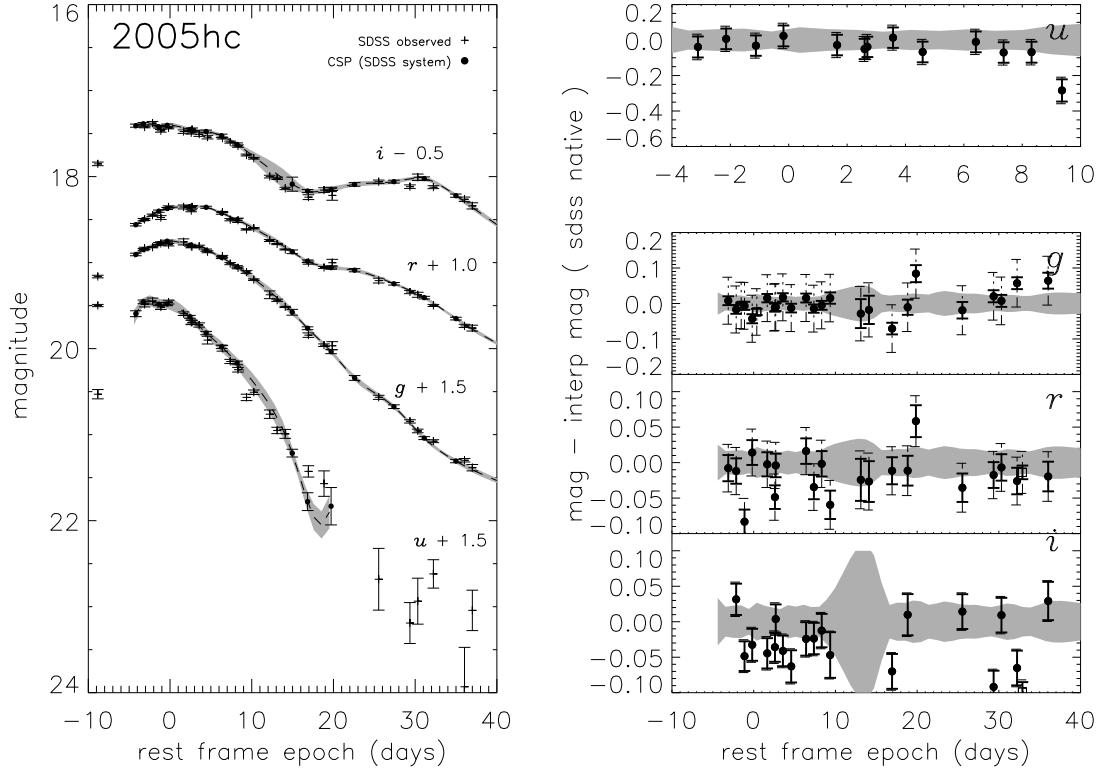 2005hc
SDSS observed +
CSP (SDSS system) ●
i − 0.5
r + 1.0
g + 1.5
u + 1.5
magnitude
16
18
20
22
24
−10 0 10 20 30 40
rest frame epoch (days)
mag − interp mag ( sdss native )
u
0.2
0.0
−0.2
−0.4
−0.6
−4 −2 0 2 4 6 8 10
g
0.2
0.1
0.0
−0.1
−0.2
r
0.10
0.05
0.00
−0.05
−0.10
i
0.10
0.05
0.00
−0.05
−0.10
−10 0 10 20 30 40
rest frame epoch (days)